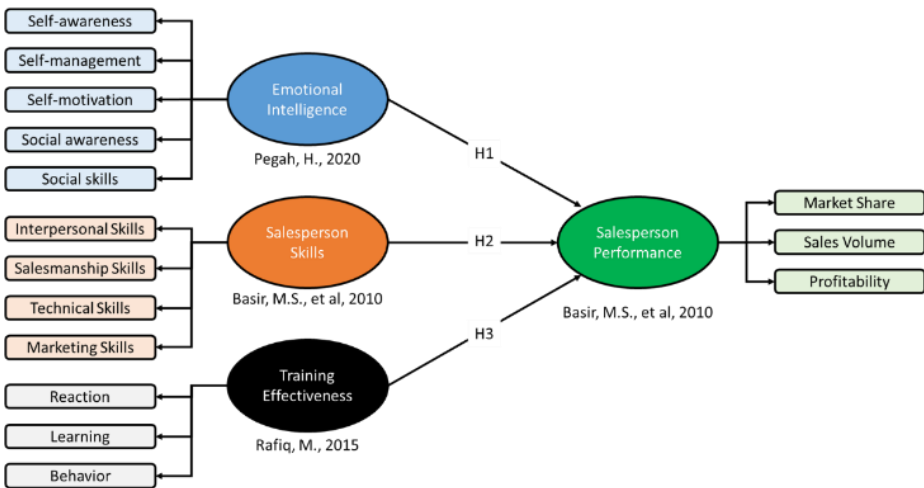 Self-awareness
Self-management
Self-motivation
Social awareness
Social skills
Emotional
Intelligence
Pegah, H., 2020
H1
Interpersonal Skills
Salesmanship Skills
Technical Skills
Marketing Skills
Salesperson
Skills
Basir, M.S., et al, 2010
H2
Reaction
Learning
Behavior
Training
Effectiveness
Rafiq, M., 2015
H3
Salesperson
Performance
Basir, M.S., et al, 2010
Market Share
Sales Volume
Profitability